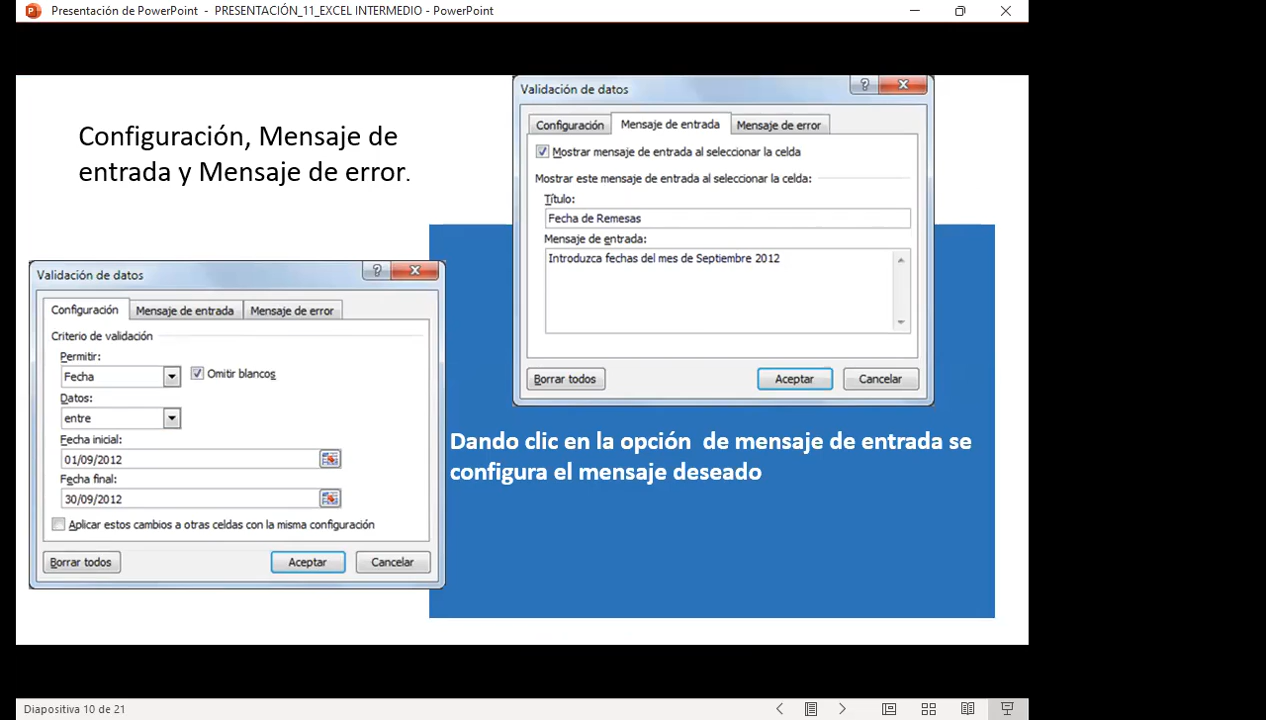 Presentación de PowerPoint - PRESENTACIÓN_11_EXCEL INTERMEDIO - PowerPoint
Configuración, Mensaje de
entrada y Mensaje de error.
Validación de datos
Configuración Mensaje de entrada Mensaje de error
Mostrar mensaje de entrada al seleccionar la celda
Mostrar este mensaje de entrada al seleccionar la celda:
Título:
Fecha de Remesas
Mensaje de entrada:
Introduzca fechas del mes de Septiembre 2012
Borrar todos Aceptar Cancelar
Validación de datos
Configuración Mensaje de entrada Mensaje de error
Criterio de validación
Permitir:
Fecha Omitir blancos
Datos:
entre
Fecha inicial:
01/09/2012
Fecha final:
30/09/2012
Aplicar estos cambios a otras celdas con la misma configuración
Borrar todos Aceptar Cancelar
Dando clic en la opción de mensaje de entrada se
configura el mensaje deseado
Diapositiva 10 de 21